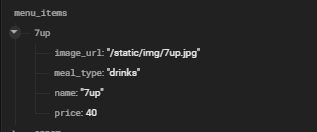 menu_items
7up
image_url: "/static/img/7up.jpg"
meal_type: "drinks"
name: "7up"
price: 40